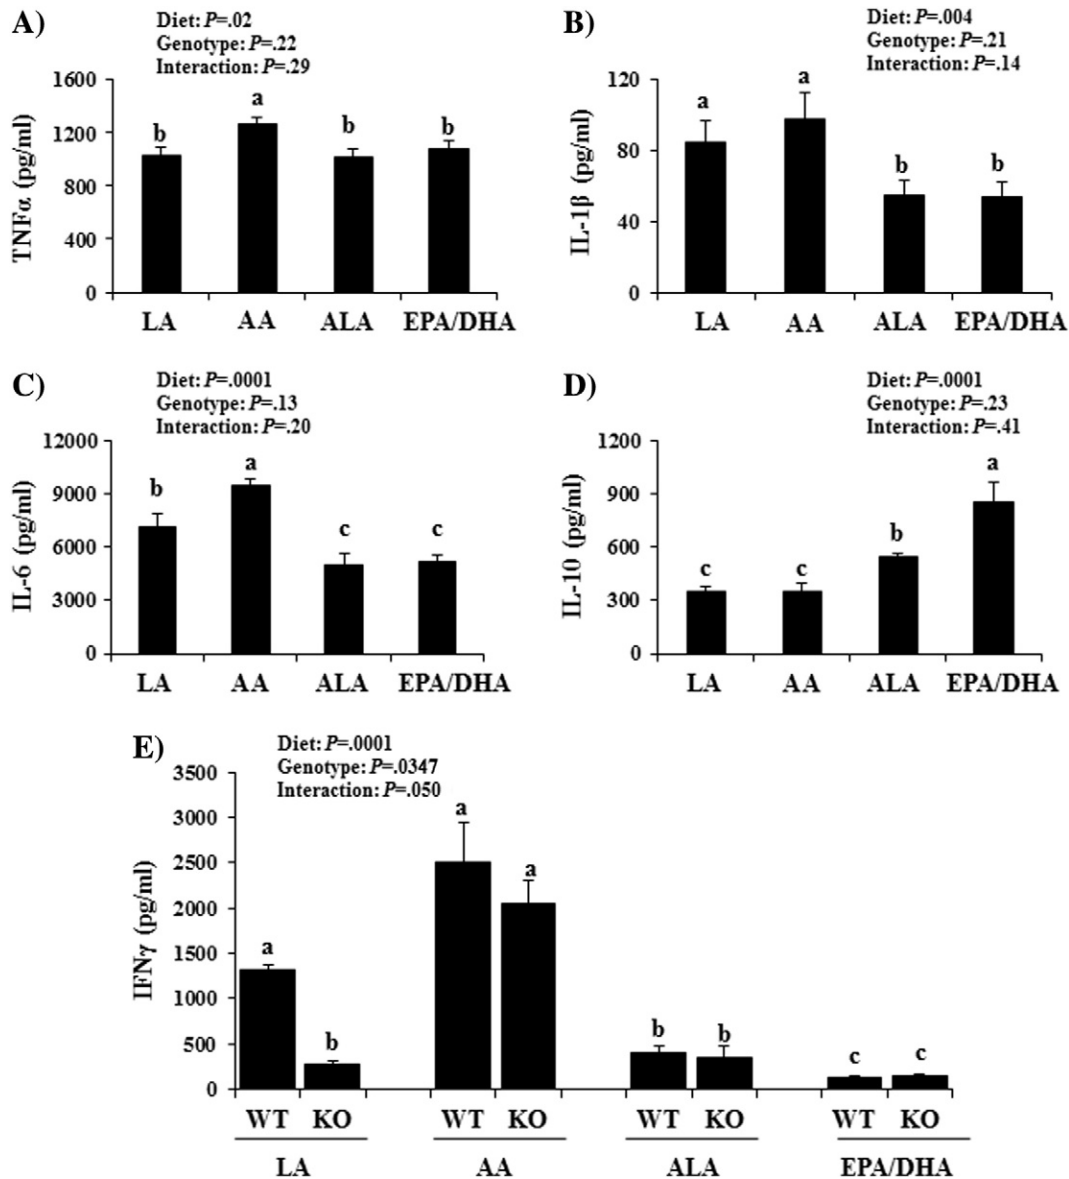 A)
Diet: P=.02
Genotype: P=.22
Interaction: P=.29
TNFα (pg/ml)
1600
1200
800
400
0
b
a
b
b
LA AA ALA EPA/DHA
B)
Diet: P=.004
Genotype: P=.21
Interaction: P=.14
IL-1β (pg/ml)
120
80
40
0
a
a
b
b
LA AA ALA EPA/DHA
C)
Diet: P=.0001
Genotype: P=.13
Interaction: P=.20
IL-6 (pg/ml)
12000
9000
6000
3000
0
b
a
c
c
LA AA ALA EPA/DHA
D)
Diet: P=.0001
Genotype: P=.23
Interaction: P=.41
IL-10 (pg/ml)
1200
900
600
300
0
c
c
b
a
LA AA ALA EPA/DHA
E)
Diet: P=.0001
Genotype: P=.0347
Interaction: P=.050
IFNγ (pg/ml)
3500
3000
2500
2000
1500
1000
500
0
a
b
a
a
b
b
c
c
WT KO WT KO WT KO WT KO
LA AA ALA EPA/DHA